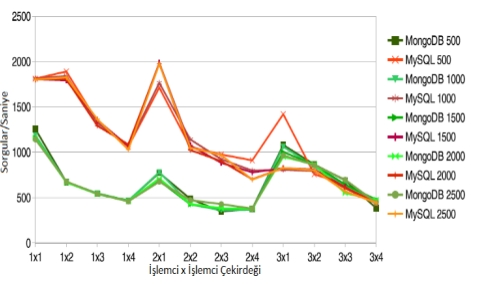 2500
2000
1500
1000
500
0
Sorgular/Saniye
1x1 1x2 1x3 1x4 2x1 2x2 2x3 2x4 3x1 3x2 3x3 3x4
İşlemci x İşlemci Çekirdeği
MongoDB 500
MySQL 500
MongoDB 1000
MySQL 1000
MongoDB 1500
MySQL 1500
MongoDB 2000
MySQL 2000
MongoDB 2500
MySQL 2500